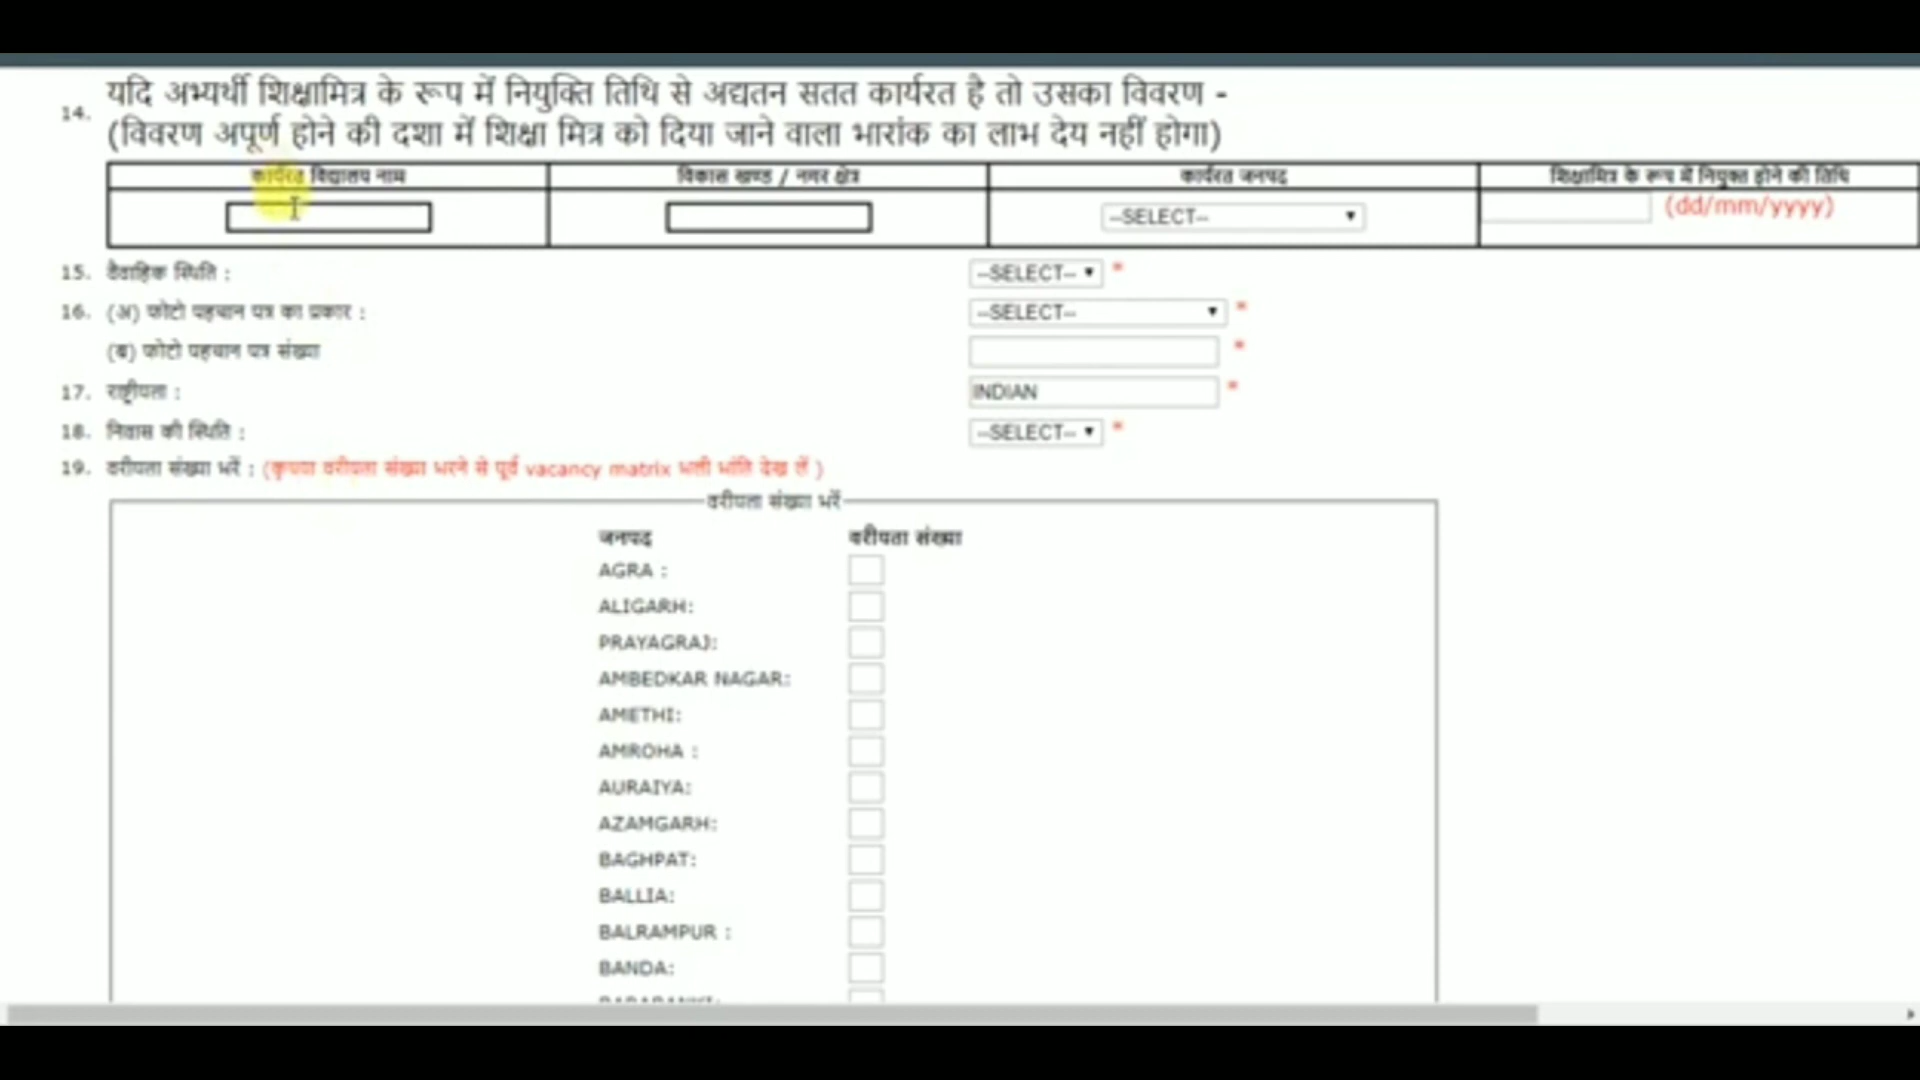 14.
यदि अभ्यर्थी शिक्षामित्र के रूप में नियुक्ति तिथि से अद्यतन सतत कार्यरत है तो उसका विवरण -
(विवरण अपूर्ण होने की दशा में शिक्षा मित्र को दिया जाने वाला भारांक का लाभ देय नहीं होगा)
कार्यरत विद्यालय नाम विकास खण्ड / नगर क्षेत्र कार्यरत जनपद शिक्षामित्र के रूप में नियुक्त होने की तिथि
--SELECT-- (dd/mm/yyyy)
15. वैवाहिक स्थिति : --SELECT-- *
16. (अ) फोटो पहचान पत्र का प्रकार : --SELECT-- *
(ब) फोटो पहचान पत्र संख्या *
17. राष्ट्रीयता : INDIAN *
18. निवास की स्थिति : --SELECT-- *
19. वरीयता संख्या भरें : (कृपया वरीयता संख्या भरने से पूर्व vacancy matrix भली भांति देख लें )
वरीयता संख्या भरें
जनपद वरीयता संख्या
AGRA :
ALIGARH:
PRAYAGRAJ:
AMBEDKAR NAGAR:
AMETHI:
AMROHA :
AURAIYA:
AZAMGARH:
BAGHPAT:
BALLIA:
BALRAMPUR :
BANDA: